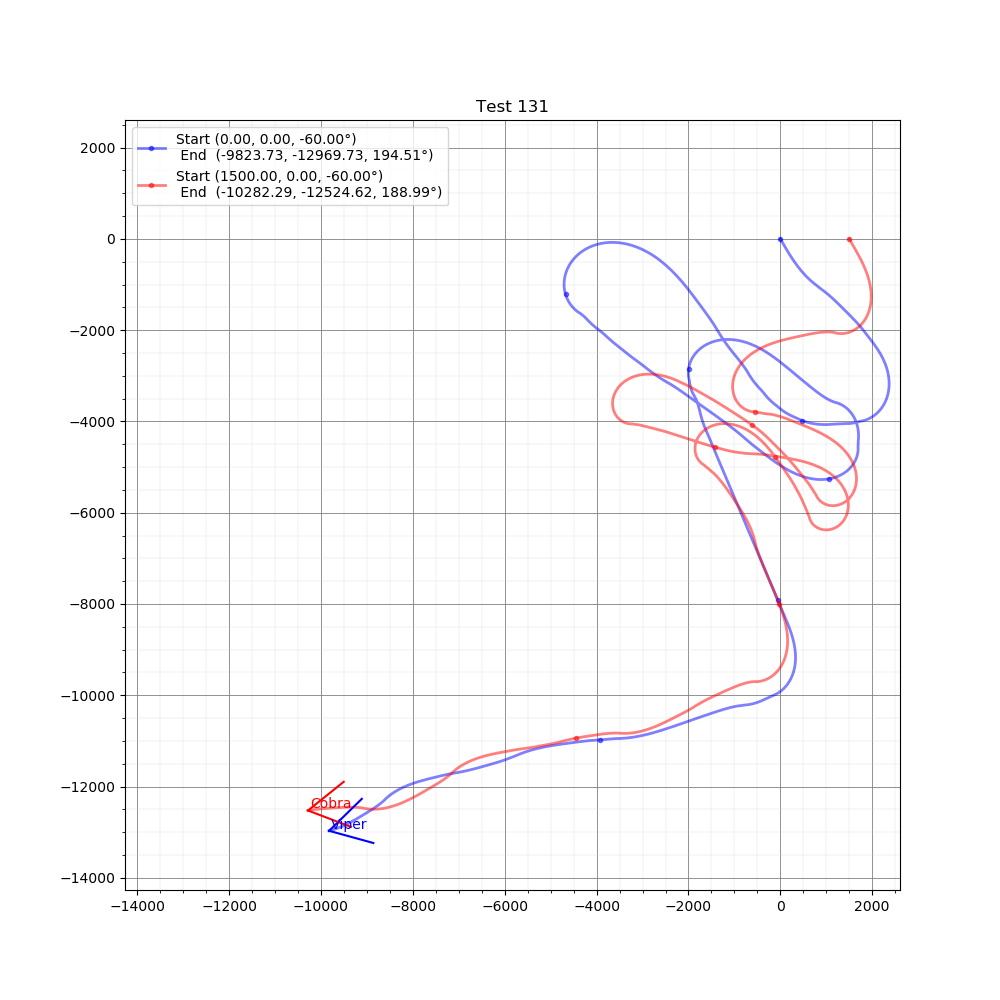 Test 131
Start (0.00, 0.00, -60.00°)
End (-9823.73, -12969.73, 194.51°)
Start (1500.00, 0.00, -60.00°)
End (-10282.29, -12524.62, 188.99°)
2000
0
−2000
−4000
−6000
−8000
−10000
−12000
−14000
Cobra
Viper
−14000 −12000 −10000 −8000 −6000 −4000 −2000 0 2000